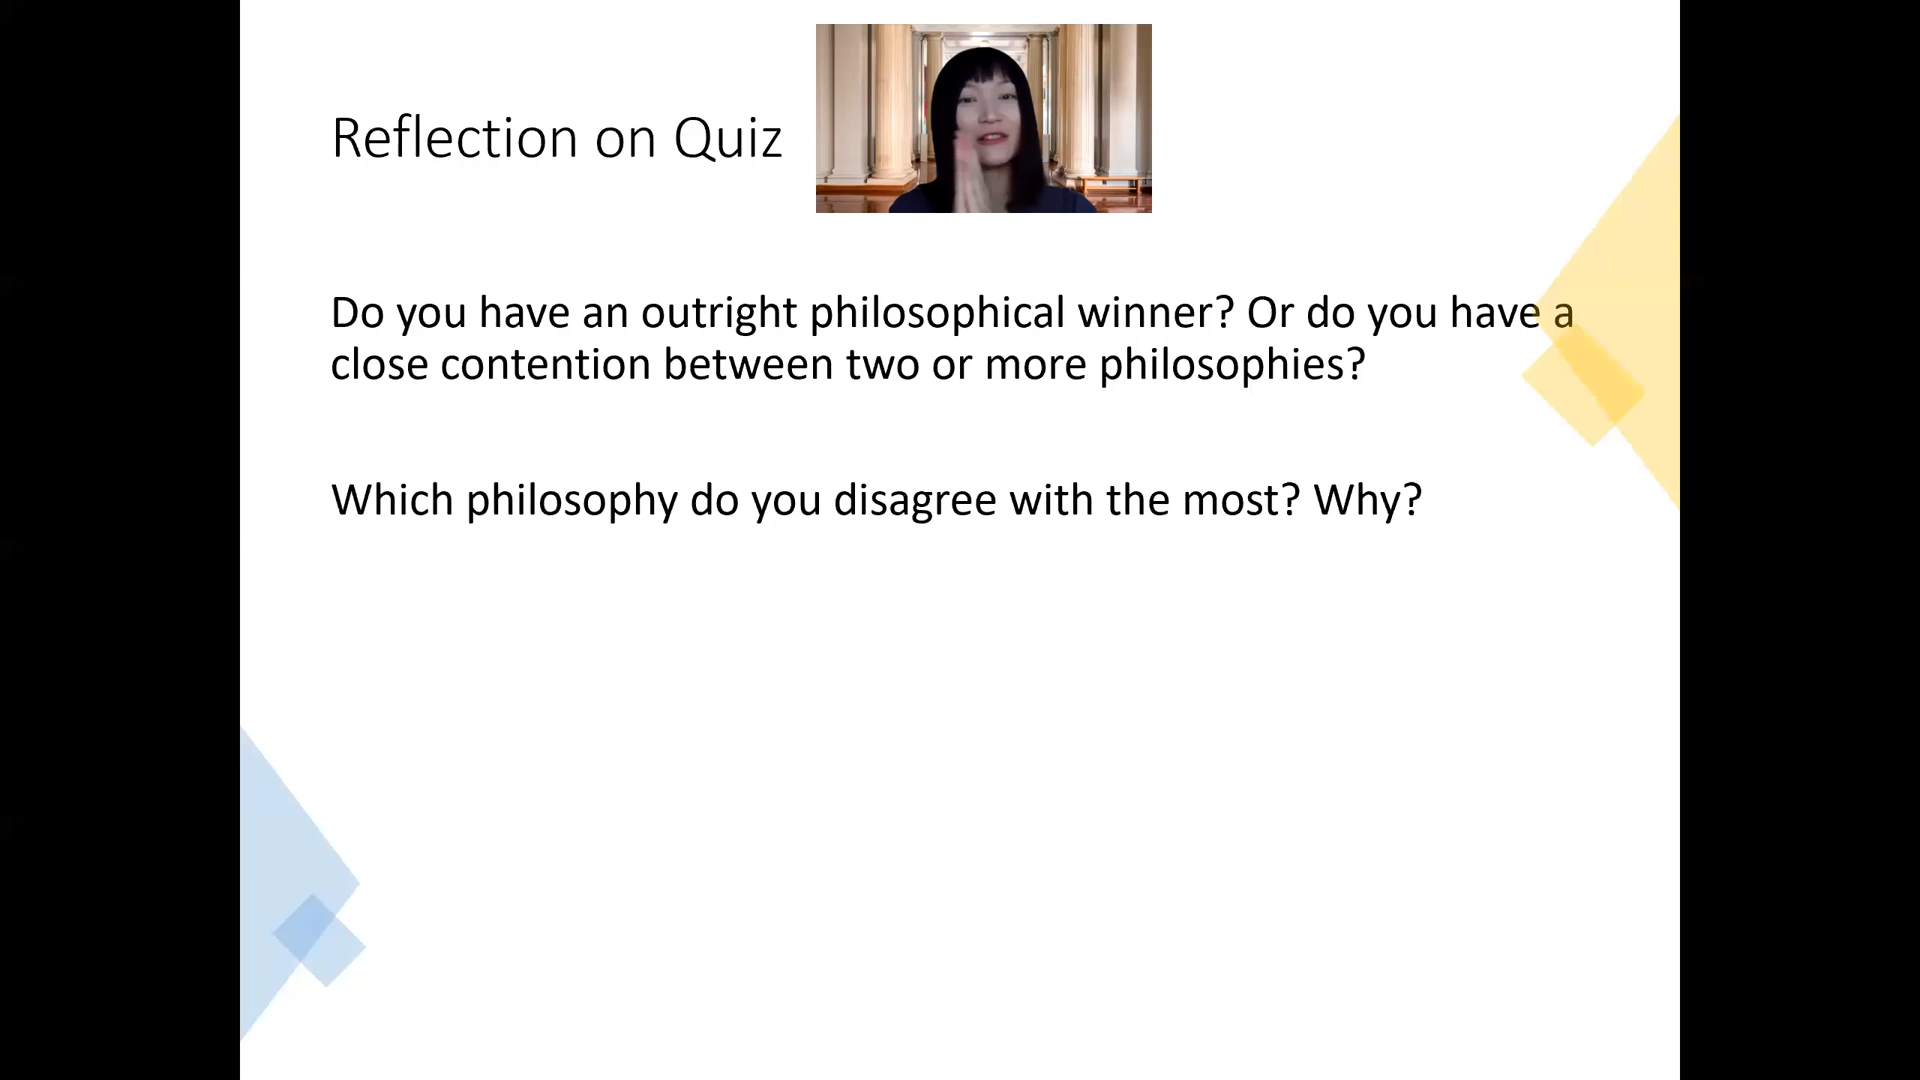 Reflection on Quiz
Do you have an outright philosophical winner? Or do you have a
close contention between two or more philosophies?
Which philosophy do you disagree with the most? Why?